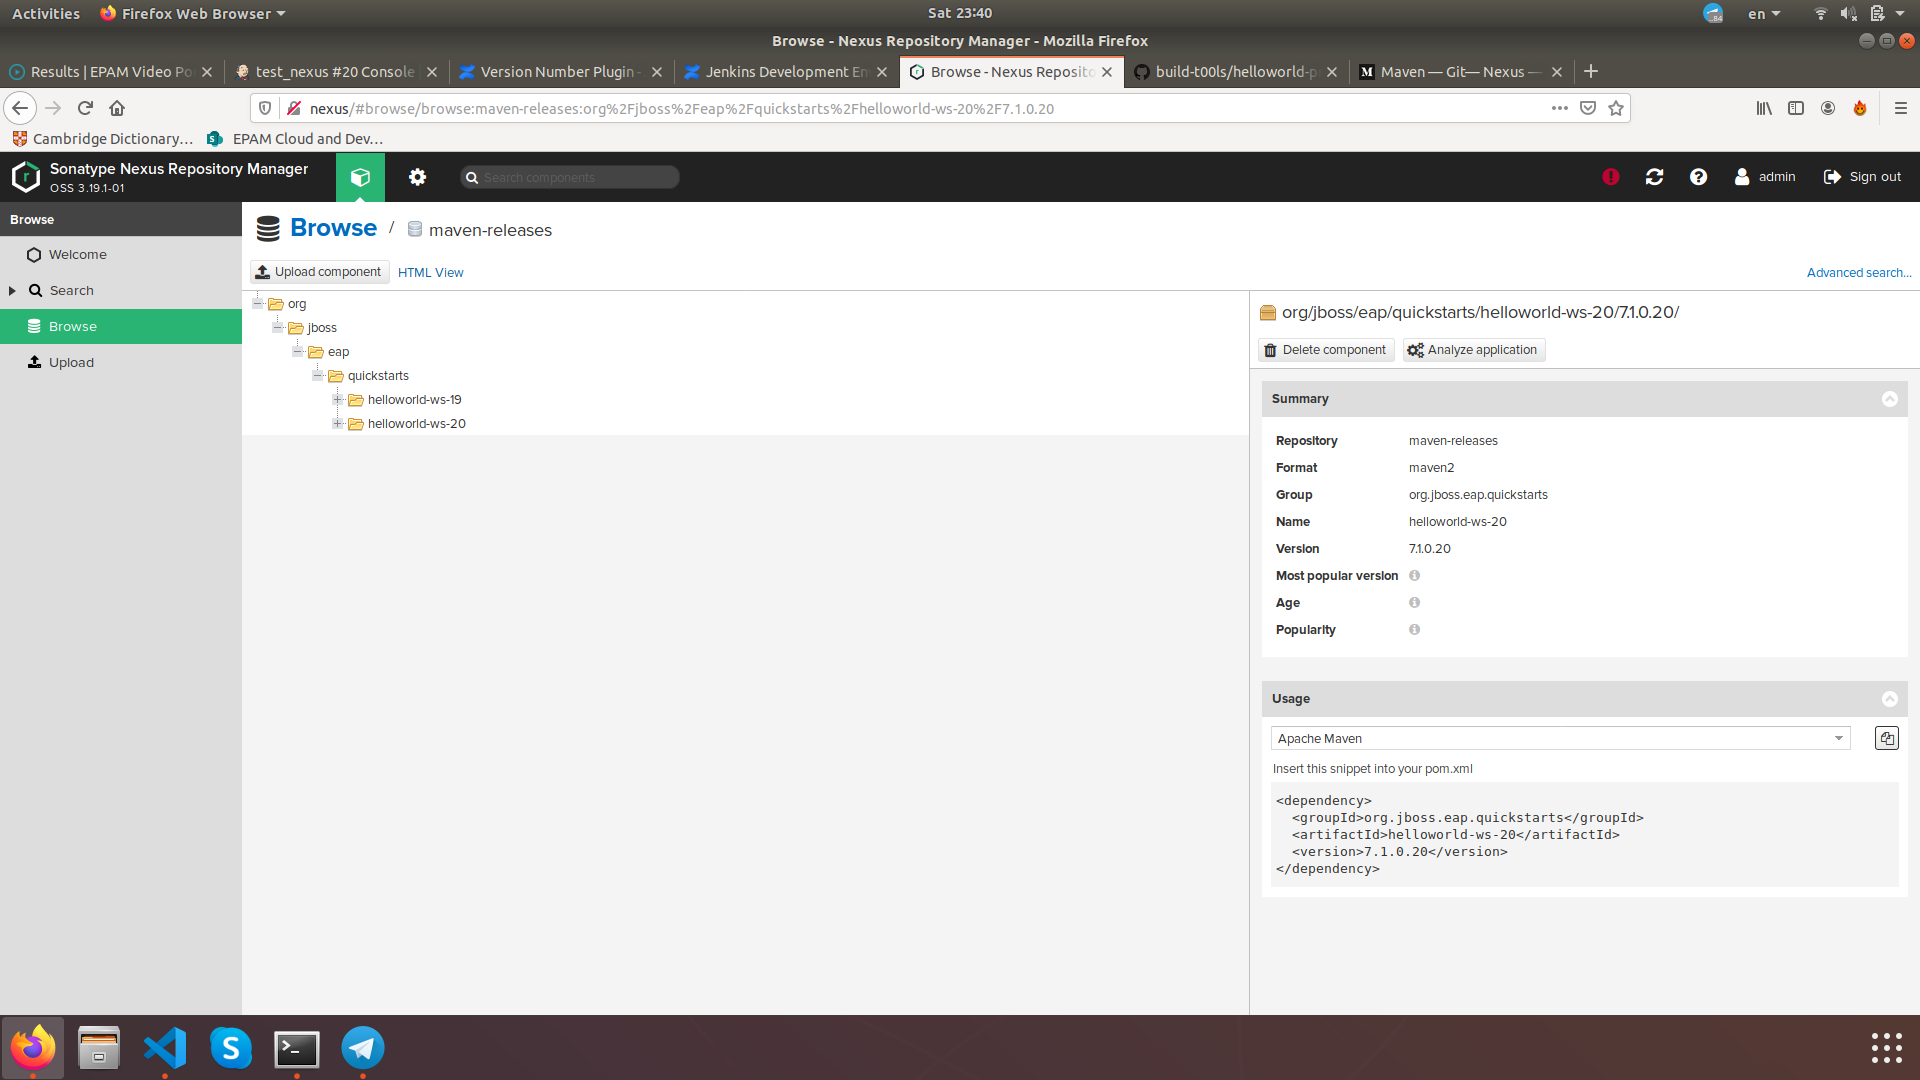 Activities Firefox Web Browser Sat 23:40 84 en
Browse - Nexus Repository Manager - Mozilla Firefox
Results | EPAM Video Po test_nexus #20 Console Version Number Plugin - Jenkins Development En Browse - Nexus Reposito build-t00ls/helloworld-p Maven — Git— Nexus —
nexus/#browse/browse:maven-releases:org%2Fjboss%2Feap%2Fquickstarts%2Fhelloworld-ws-20%2F7.1.0.20
Cambridge Dictionary... EPAM Cloud and Dev...
Sonatype Nexus Repository Manager
OSS 3.19.1-01
Search components
admin Sign out
Browse
Welcome
Search
Browse
Upload
Browse / maven-releases
Upload component HTML View Advanced search...
org
jboss
eap
quickstarts
helloworld-ws-19
helloworld-ws-20
org/jboss/eap/quickstarts/helloworld-ws-20/7.1.0.20/
Delete component Analyze application
Summary
Repository maven-releases
Format maven2
Group org.jboss.eap.quickstarts
Name helloworld-ws-20
Version 7.1.0.20
Most popular version
Age
Popularity
Usage
Apache Maven
Insert this snippet into your pom.xml
<dependency>
<groupId>org.jboss.eap.quickstarts</groupId>
<artifactId>helloworld-ws-20</artifactId>
<version>7.1.0.20</version>
</dependency>